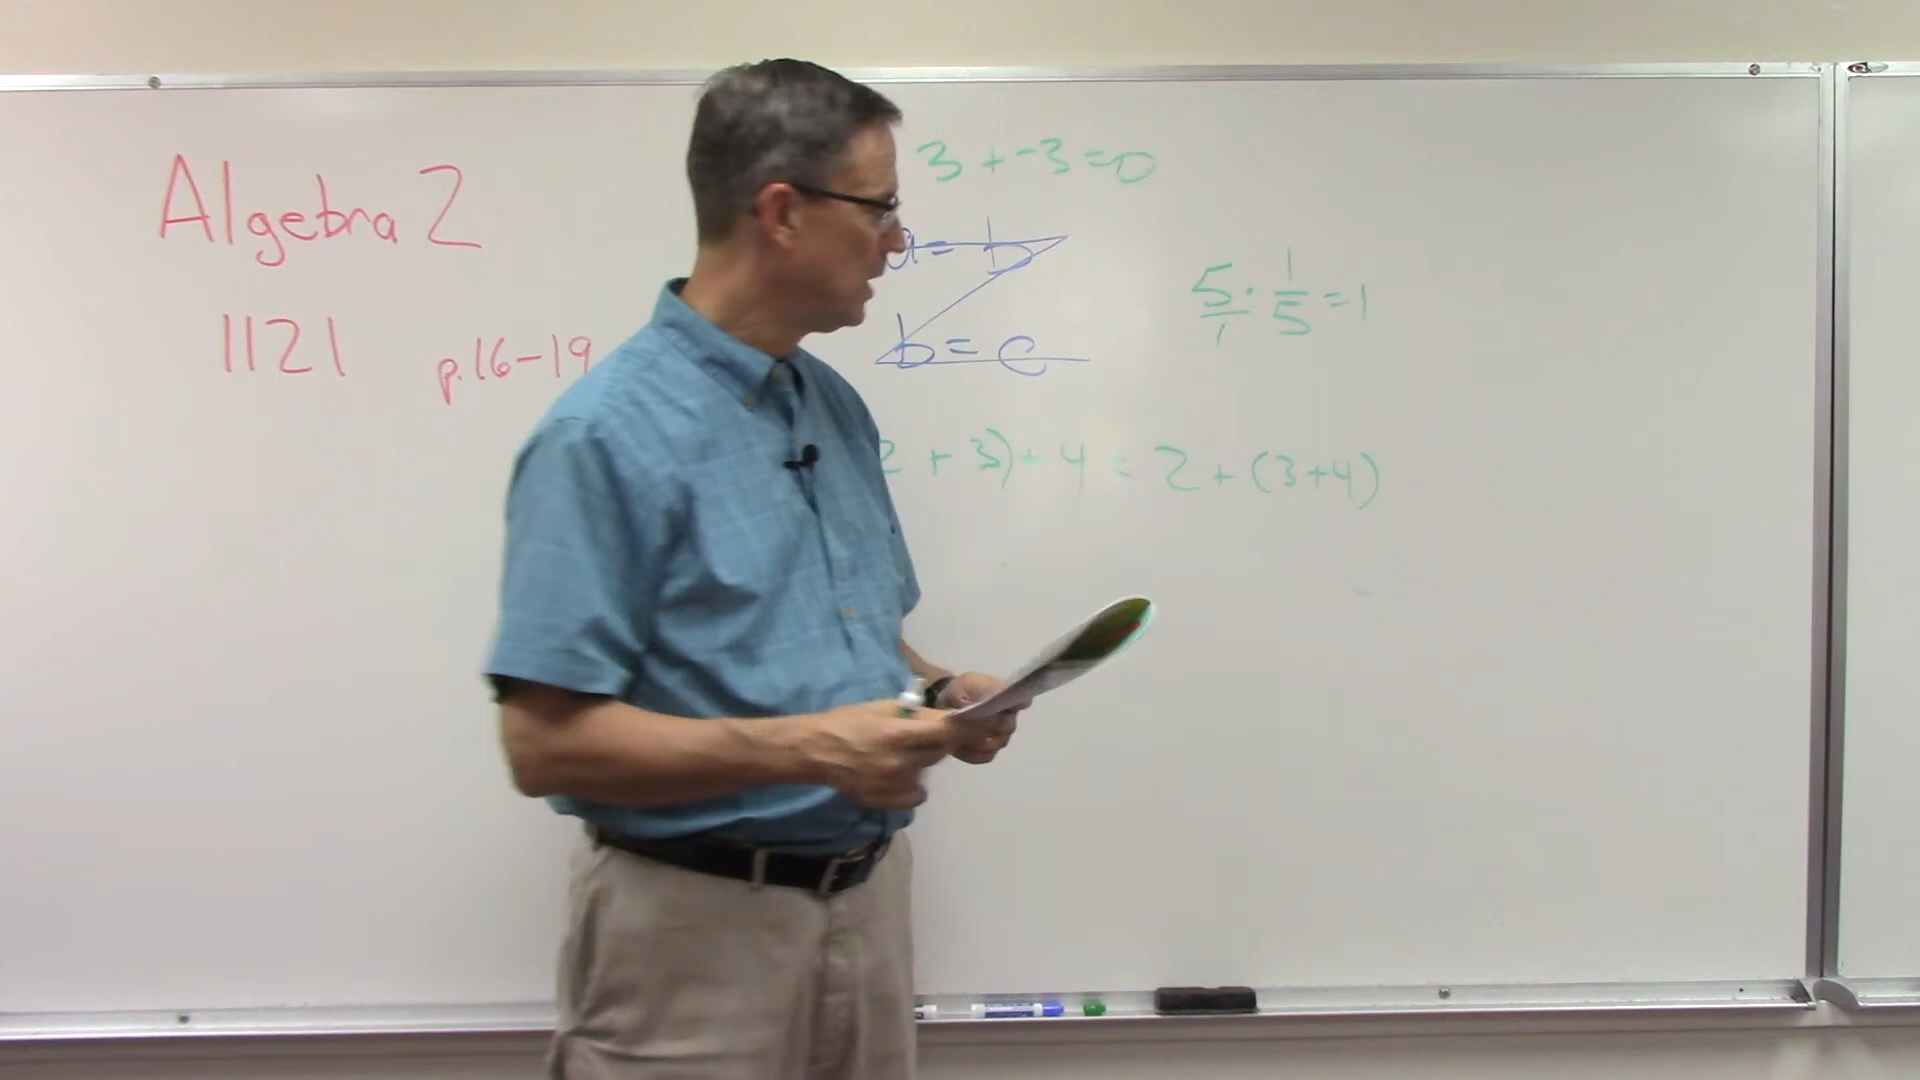 Algebra 2
1121
p.16-19
3 + -3 = 0
a = b
b = c
5/1 · 1/5 = 1
2 + 3) + 4 = 2 + (3+4)